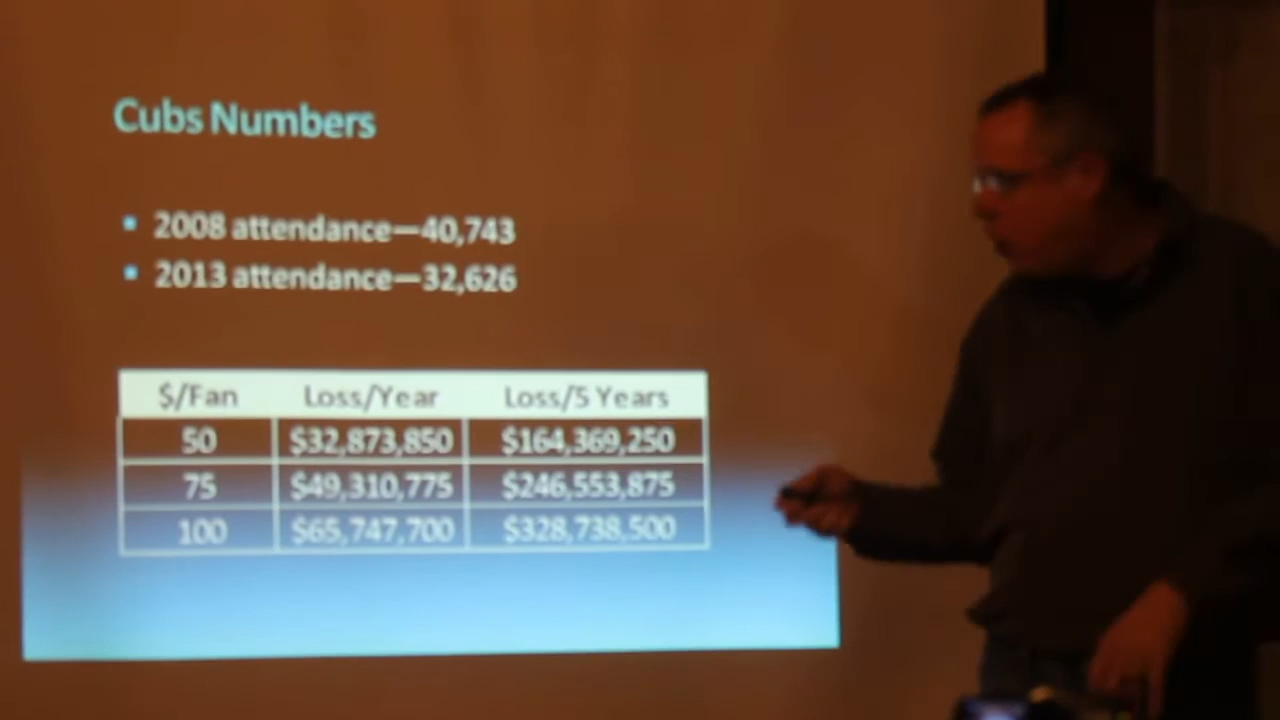 Cubs Numbers
▪ 2008 attendance—40,743
▪ 2013 attendance—32,626
$/Fan Loss/Year Loss/5 Years
50 $32,873,850 $164,369,250
75 $49,310,775 $246,553,875
100 $65,747,700 $328,738,500